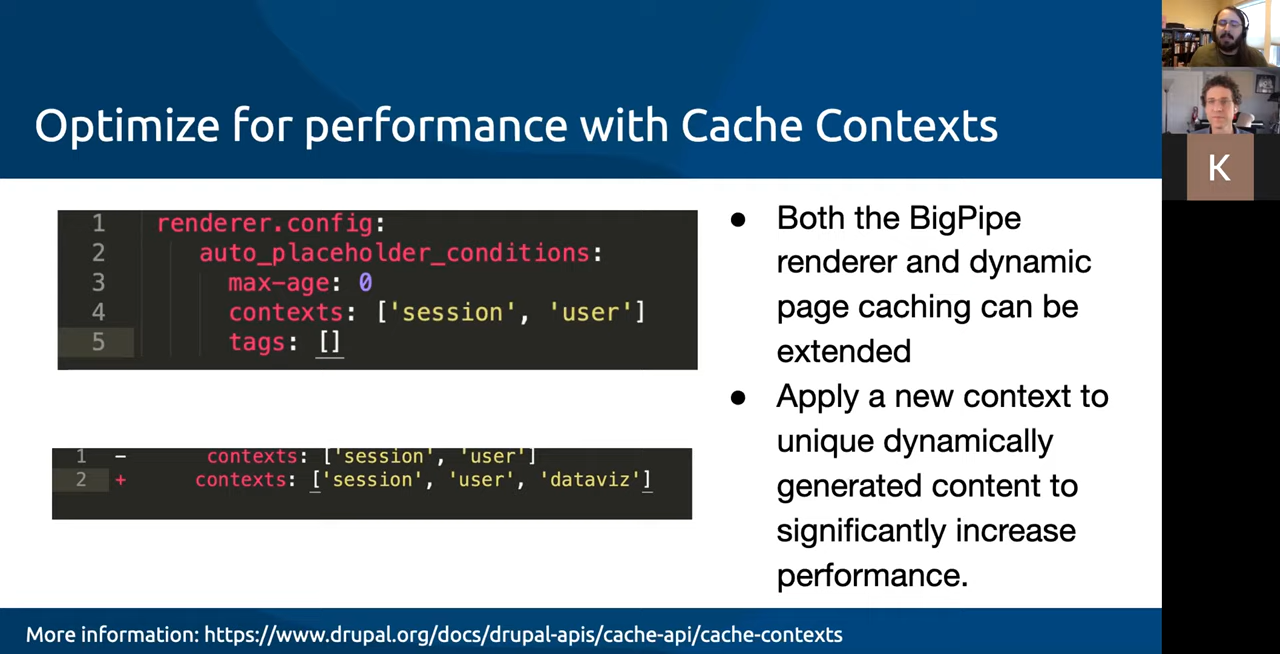 Optimize for performance with Cache Contexts
1 renderer.config:
2 auto_placeholder_conditions:
3 max-age: 0
4 contexts: ['session', 'user']
5 tags: []
1 - contexts: ['session', 'user']
2 + contexts: ['session', 'user', 'dataviz']
● Both the BigPipe
renderer and dynamic
page caching can be
extended
● Apply a new context to
unique dynamically
generated content to
significantly increase
performance.
More information: https://www.drupal.org/docs/drupal-apis/cache-api/cache-contexts
K